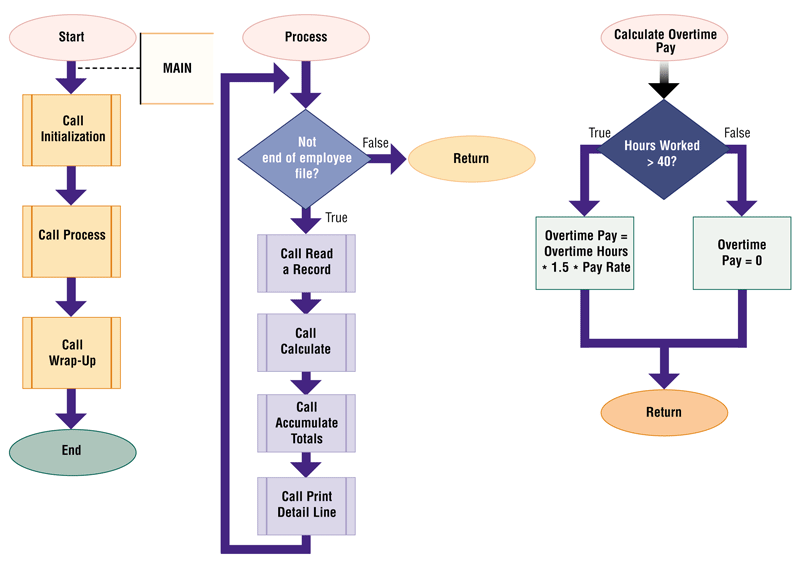 Start
MAIN
Call
Initialization
Call Process
Call
Wrap-Up
End
Process
Not
end of employee
file?
False
Return
True
Call Read
a Record
Call
Calculate
Call
Accumulate
Totals
Call Print
Detail Line
Calculate Overtime
Pay
Hours Worked
> 40?
True
False
Overtime Pay =
Overtime Hours
* 1.5 * Pay Rate
Overtime
Pay = 0
Return